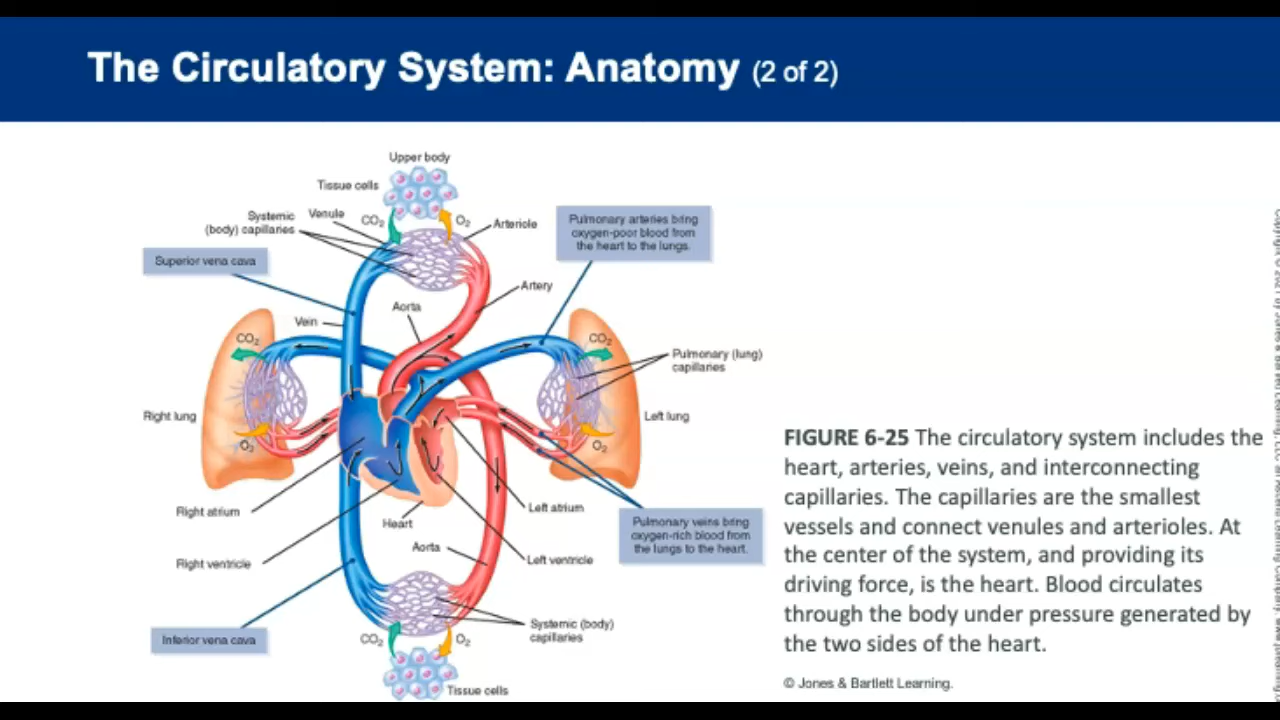 The Circulatory System: Anatomy (2 of 2)
Upper body
Tissue cells
Systemic
(body) capillaries
Venule
CO2
O2
Arteriole
Pulmonary arteries bring
oxygen-poor blood from
the heart to the lungs.
Superior vena cava
Artery
Aorta
Vein
CO2
CO2
Pulmonary (lung)
capillaries
Right lung
Left lung
O2
O2
Right atrium
Left atrium
Heart
Pulmonary veins bring
oxygen-rich blood from
the lungs to the heart.
Aorta
Right ventricle
Left ventricle
Inferior vena cava
Systemic (body)
capillaries
CO2
O2
Tissue cells
FIGURE 6-25 The circulatory system includes the
heart, arteries, veins, and interconnecting
capillaries. The capillaries are the smallest
vessels and connect venules and arterioles. At
the center of the system, and providing its
driving force, is the heart. Blood circulates
through the body under pressure generated by
the two sides of the heart.
© Jones & Bartlett Learning.